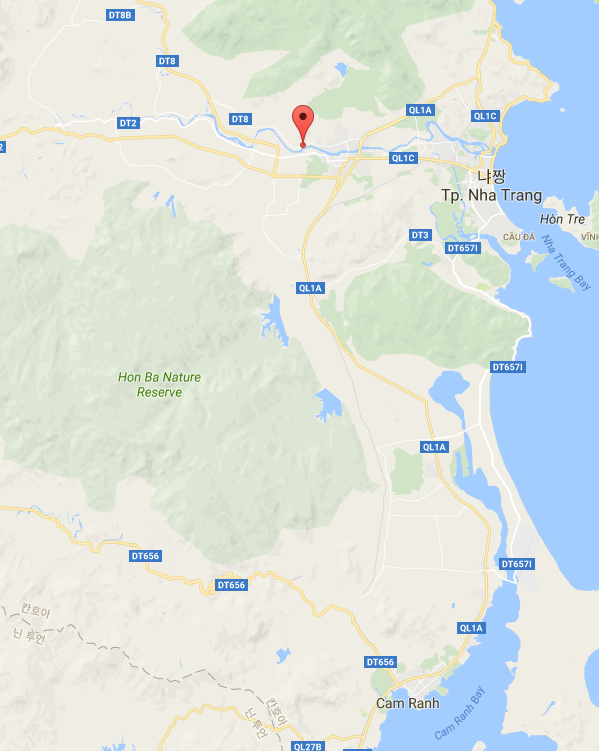 DT8B
DT8
QL1A
QL1C
DT2
DT8
2
QL1C
냐짱
Tp. Nha Trang
Hòn Tre
CẦU ĐÁ
VĨNH
DT3
DT657I
Nha Trang Bay
QL1A
DT657I
Hon Ba Nature
Reserve
QL1A
DT656
DT656
DT657I
칸호아
닌 투언
QL1A
DT656
Cam Ranh
Cam Ranh Bay
칸호아
닌 투언
QL27B